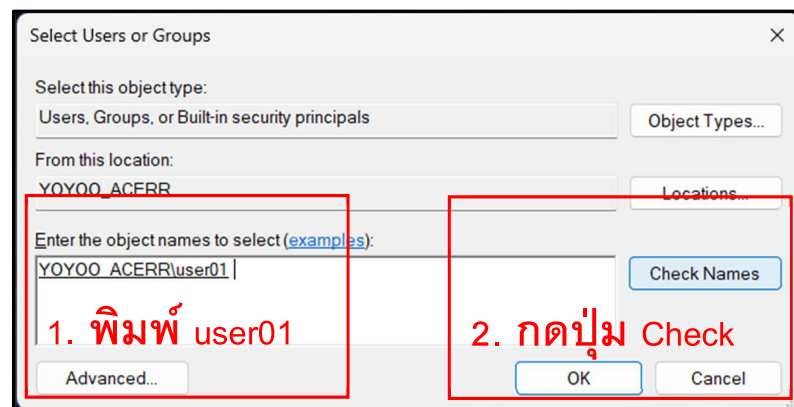 Select Users or Groups
Select this object type:
Users, Groups, or Built-in security principals
Object Types...
From this location:
YOYOO_ACERR
Locations...
Enter the object names to select (examples):
YOYOO_ACERR\user01
Check Names
1. พิมพ์ user01
2. กดปุ่ม Check
Advanced...
OK
Cancel